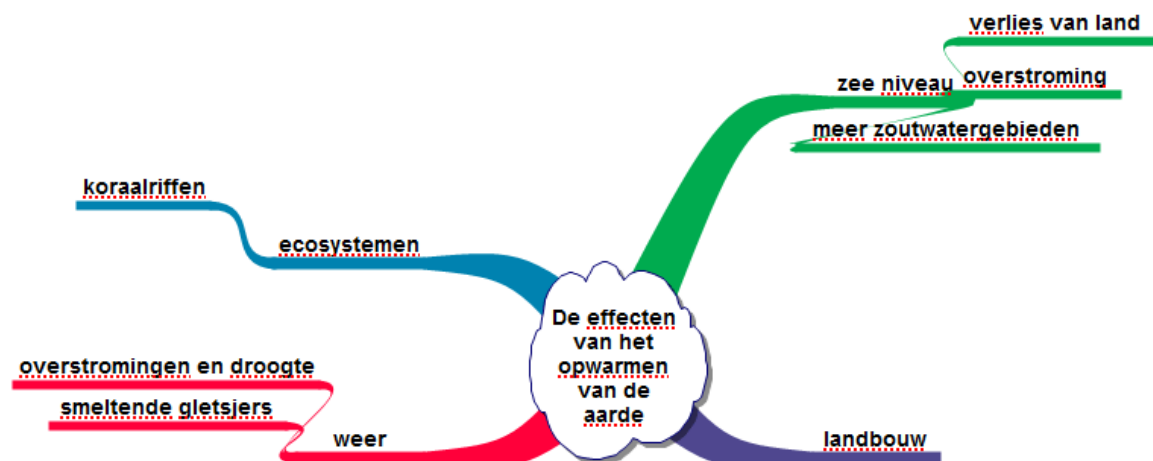 verlies van land
zee niveau
overstroming
meer zoutwatergebieden
koraalriffen
ecosystemen
De effecten
van het
opwarmen
van de
aarde
overstromingen en droogte
smeltende gletsjers
weer
landbouw